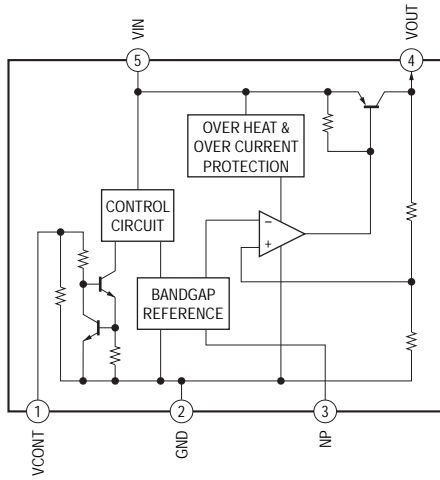 VIN
VOUT
5
4
OVER HEAT &
OVER CURRENT
PROTECTION
CONTROL
CIRCUIT
−
+
BANDGAP
REFERENCE
1
2
3
VCONT
GND
NP